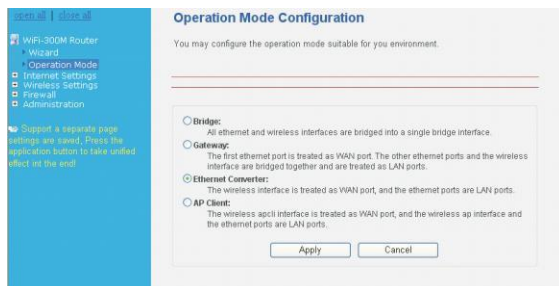 open all | close all
WiFi-300M Router
Wizard
Operation Mode
Internet Settings
Wireless Settings
Firewall
Administration
Support a separate page
settings are saved, Press the
application button to take unified
effect int the end!
Operation Mode Configuration
You may configure the operation mode suitable for you environment.
Bridge:
All ethernet and wireless interfaces are bridged into a single bridge interface.
Gateway:
The first ethernet port is treated as WAN port. The other ethernet ports and the wireless
interface are bridged together and are treated as LAN ports.
Ethernet Converter:
The wireless interface is treated as WAN port, and the ethernet ports are LAN ports.
AP Client:
The wireless apcli interface is treated as WAN port, and the wireless ap interface and
the ethernet ports are LAN ports.
Apply Cancel